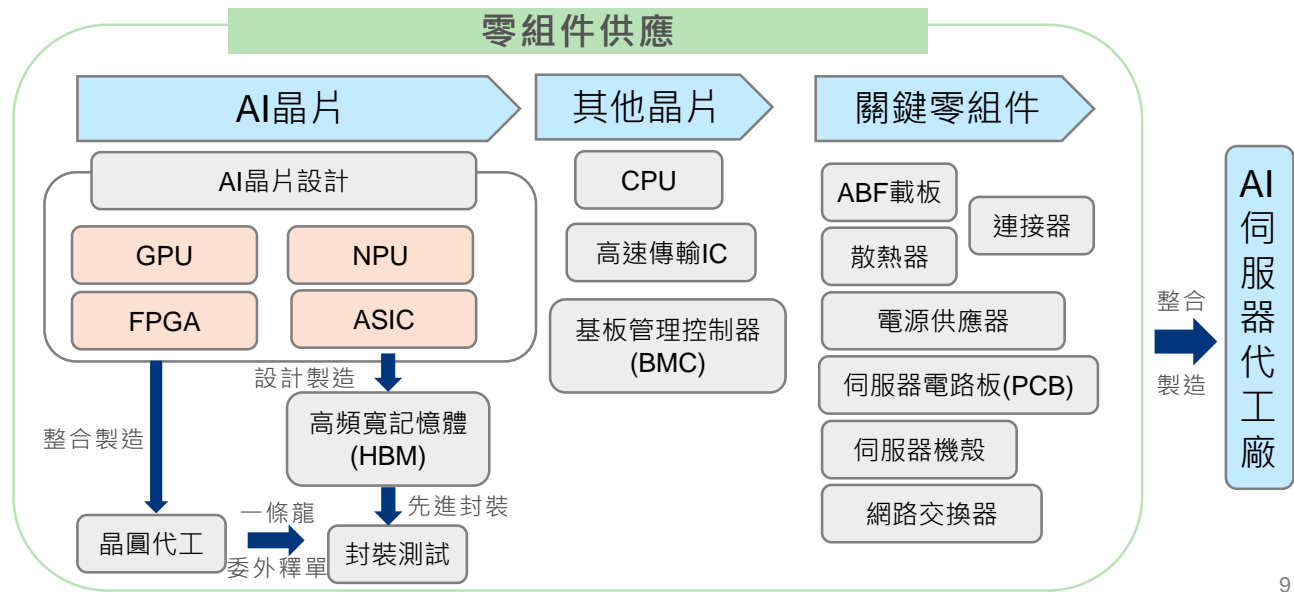 零組件供應
AI晶片
其他晶片
關鍵零組件
AI晶片設計
GPU
NPU
FPGA
ASIC
設計製造
整合製造
高頻寬記憶體
(HBM)
先進封裝
晶圓代工
一條龍
委外釋單
封裝測試
CPU
高速傳輸IC
基板管理控制器
(BMC)
ABF載板
連接器
散熱器
電源供應器
伺服器電路板(PCB)
伺服器機殼
網路交換器
整合
製造
AI
伺
服
器
代
工
廠
9